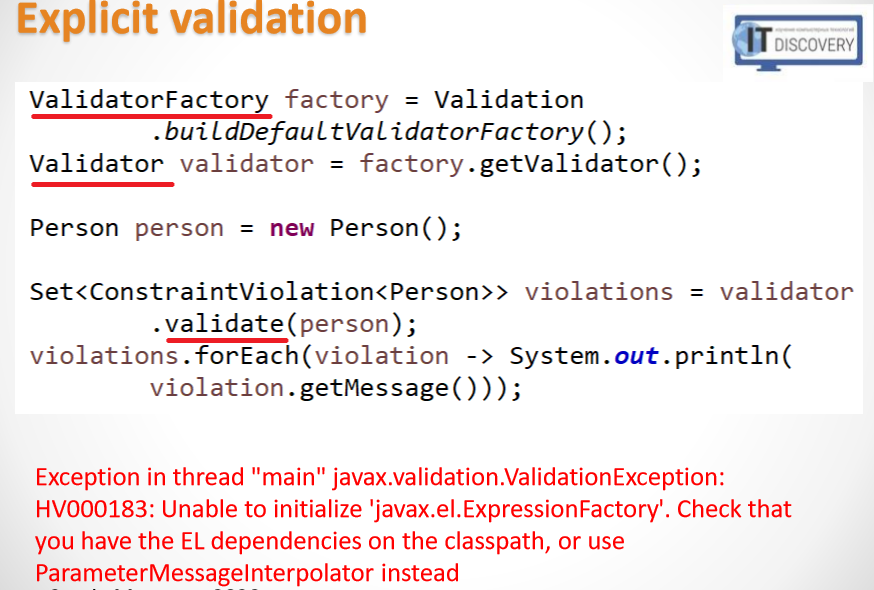 Explicit validation
IT DISCOVERY
ValidatorFactory factory = Validation
.buildDefaultValidatorFactory();
Validator validator = factory.getValidator();
Person person = new Person();
Set<ConstraintViolation<Person>> violations = validator
.validate(person);
violations.forEach(violation -> System.out.println(
violation.getMessage()));
Exception in thread "main" javax.validation.ValidationException:
HV000183: Unable to initialize 'javax.el.ExpressionFactory'. Check that
you have the EL dependencies on the classpath, or use
ParameterMessageInterpolator instead